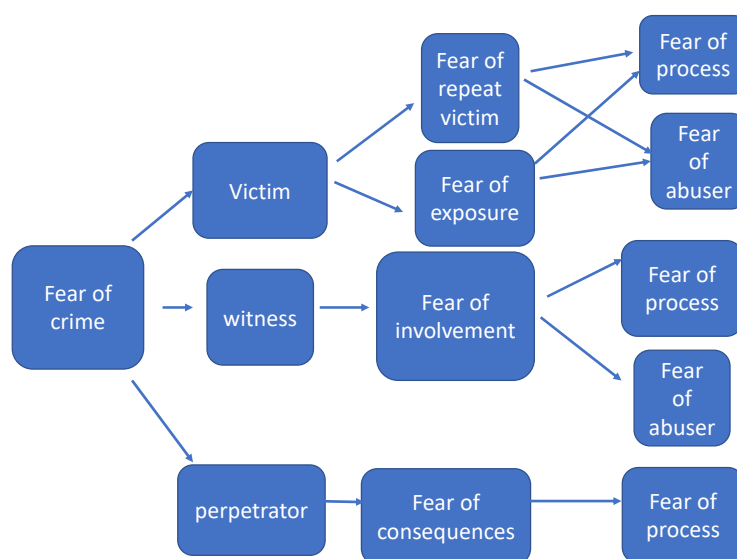 Fear of
crime
Victim
witness
perpetrator
Fear of
repeat
victim
Fear of
exposure
Fear of
involvement
Fear of
consequences
Fear of
process
Fear
of
abuser
Fear of
process
Fear
of
abuser
Fear of
process